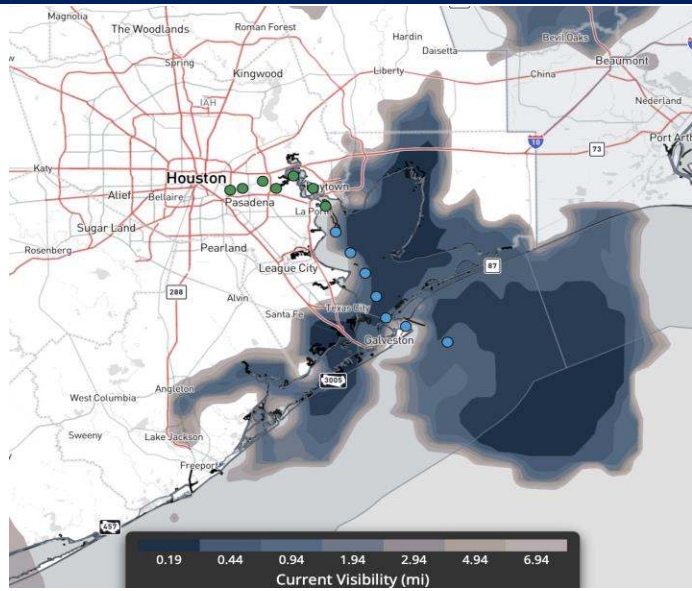 Magnolia
The Woodlands
Roman Forest
Hardin
Daisetta
Bevil Oaks
Beaumont
Spring
Kingwood
Liberty
China
IAH
Nederland
10
73
Port Arth
Katy
Houston
ytown
Alief
Bellaire
Pasadena
La Port
Sugar Land
Pearland
Rosenberg
League City
87
288
Alvin
Santa Fe
Texas City
Galveston
3005
Angleton
West Columbia
Sweeny
Lake Jackson
Freeport
457
0.19 0.44 0.94 1.94 2.94 4.94 6.94
Current Visibility (mi)